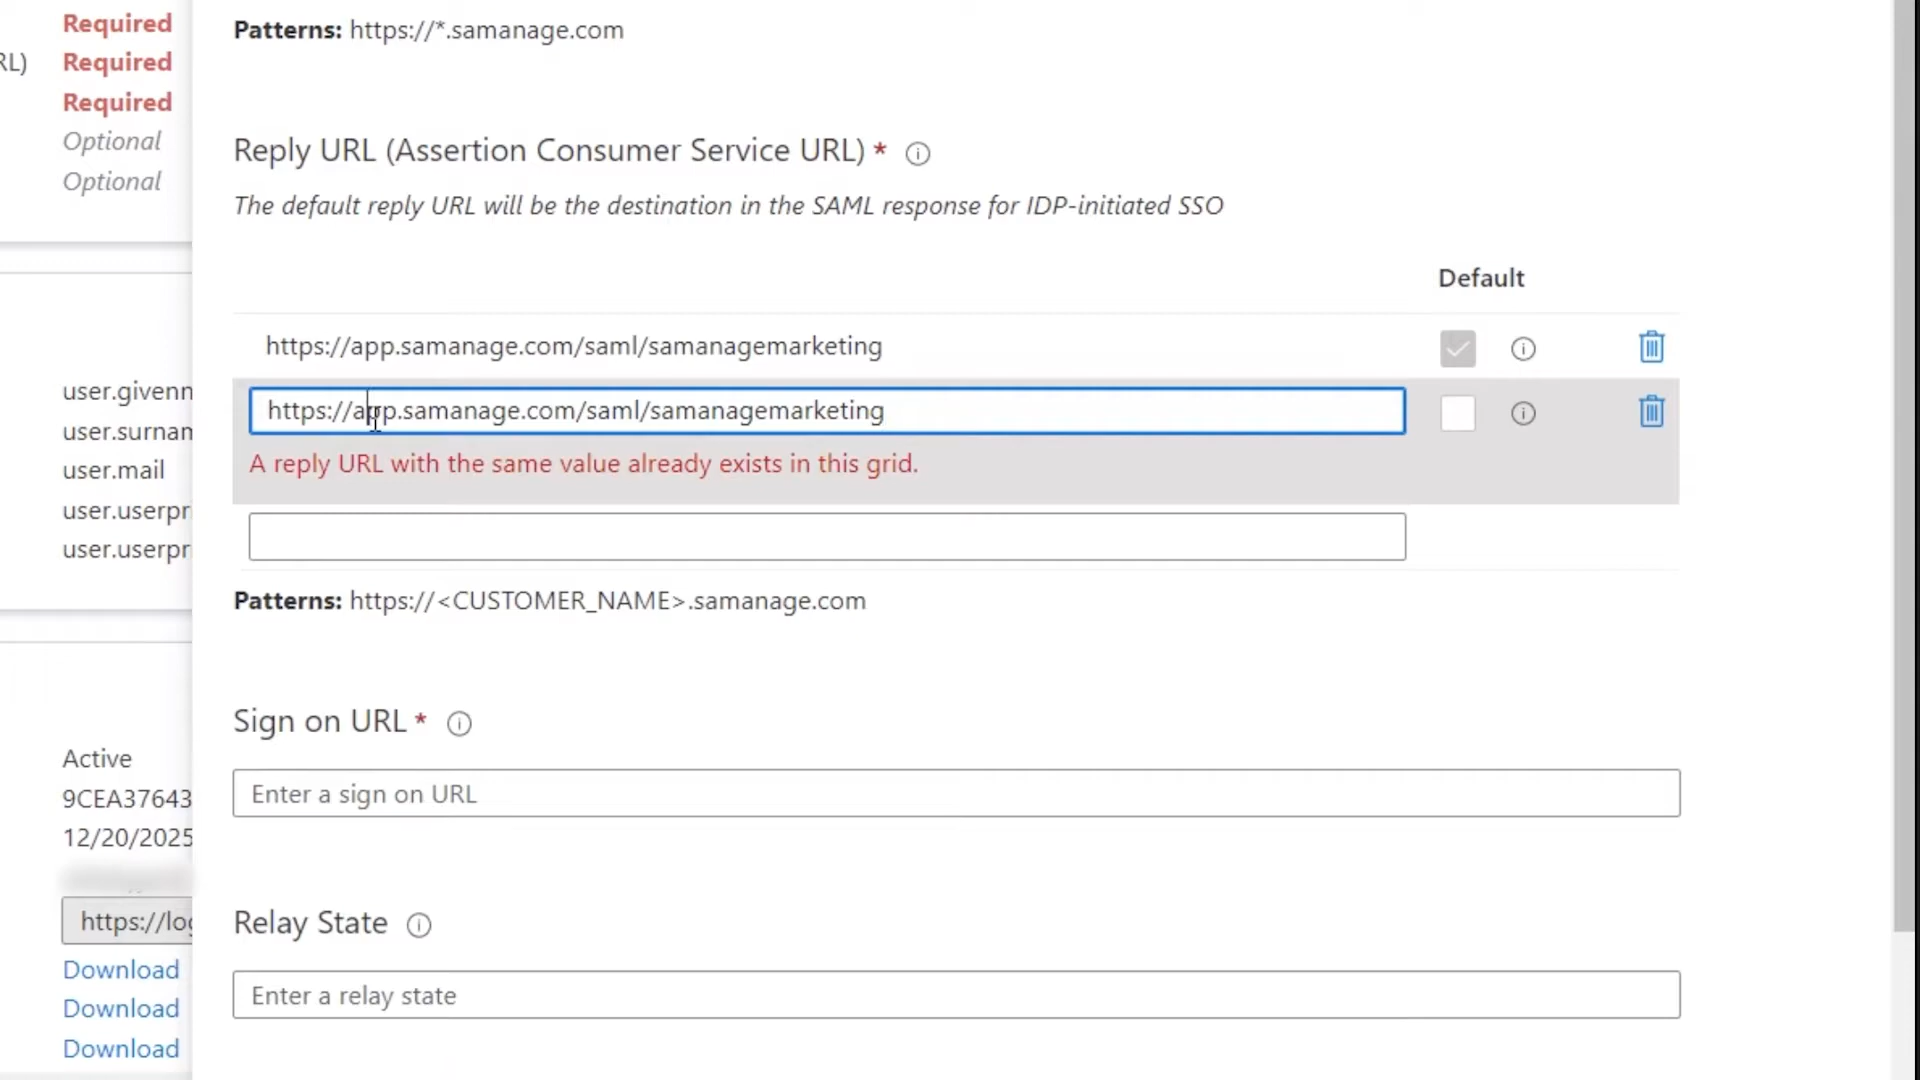 Required
RL)
Required
Required
Optional
Optional
user.givenn
user.surnam
user.mail
user.userpri
user.userpri
Active
9CEA37643
12/20/2025
https://log
Download
Download
Download
Patterns: https://*.samanage.com
Reply URL (Assertion Consumer Service URL) *
The default reply URL will be the destination in the SAML response for IDP-initiated SSO
Default
https://app.samanage.com/saml/samanagemarketing
https://app.samanage.com/saml/samanagemarketing
A reply URL with the same value already exists in this grid.
Patterns: https://<CUSTOMER_NAME>.samanage.com
Sign on URL *
Enter a sign on URL
Relay State
Enter a relay state